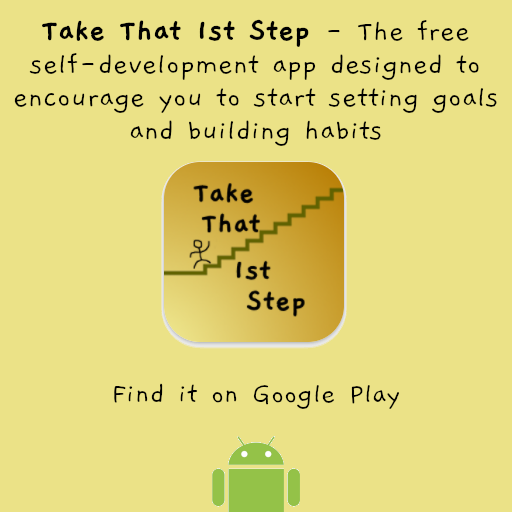 Take That 1st Step - The free
self-development app designed to
encourage you to start setting goals
and building habits
Take
That
1st
Step
Find it on Google Play